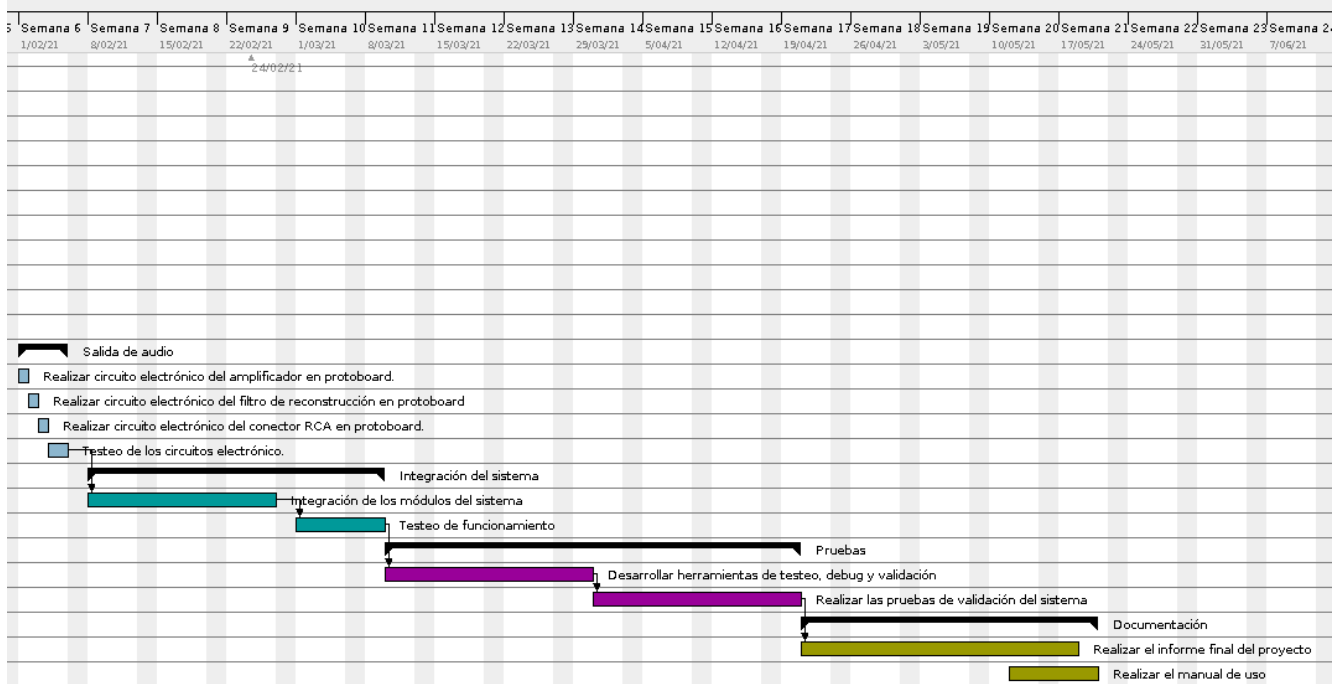 5 Semana 6 Semana 7 Semana 8 Semana 9 Semana 10 Semana 11 Semana 12 Semana 13 Semana 14 Semana 15 Semana 16 Semana 17 Semana 18 Semana 19 Semana 20 Semana 21 Semana 22 Semana 23 Semana 24
1/02/21 8/02/21 15/02/21 22/02/21 1/03/21 8/03/21 15/03/21 22/03/21 29/03/21 5/04/21 12/04/21 19/04/21 26/04/21 3/05/21 10/05/21 17/05/21 24/05/21 31/05/21 7/06/21
24/02/21
Salida de audio
Realizar circuito electrónico del amplificador en protoboard.
Realizar circuito electrónico del filtro de reconstrucción en protoboard
Realizar circuito electrónico del conector RCA en protoboard.
Testeo de los circuitos electrónico.
Integración del sistema
Integración de los módulos del sistema
Testeo de funcionamiento
Pruebas
Desarrollar herramientas de testeo, debug y validación
Realizar las pruebas de validación del sistema
Documentación
Realizar el informe final del proyecto
Realizar el manual de uso